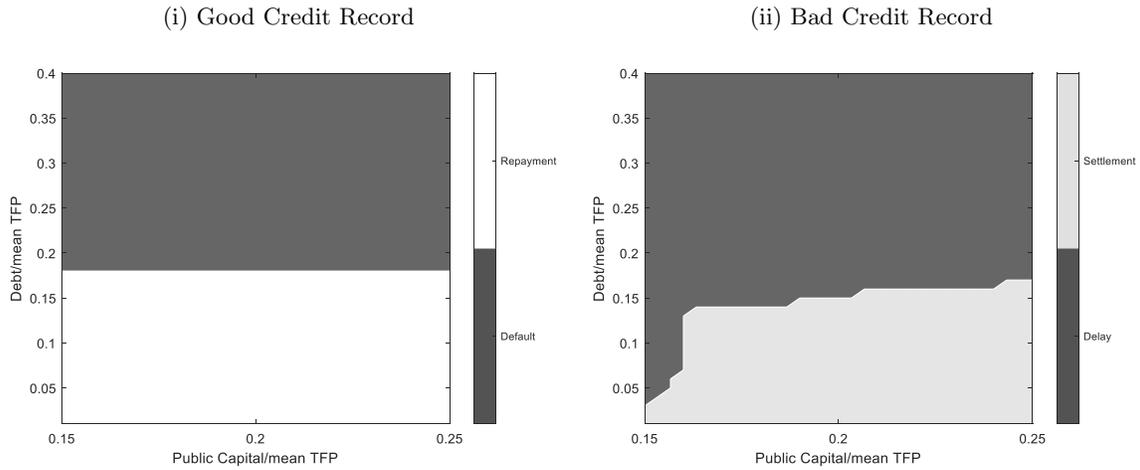 (i) Good Credit Record
0.4
0.35
0.3
0.25
0.2
0.15
0.1
0.05
Debt/mean TFP
0.15 0.2 0.25
Public Capital/mean TFP
Repayment
Default
(ii) Bad Credit Record
0.4
0.35
0.3
0.25
0.2
0.15
0.1
0.05
Debt/mean TFP
0.15 0.2 0.25
Public Capital/mean TFP
Settlement
Delay